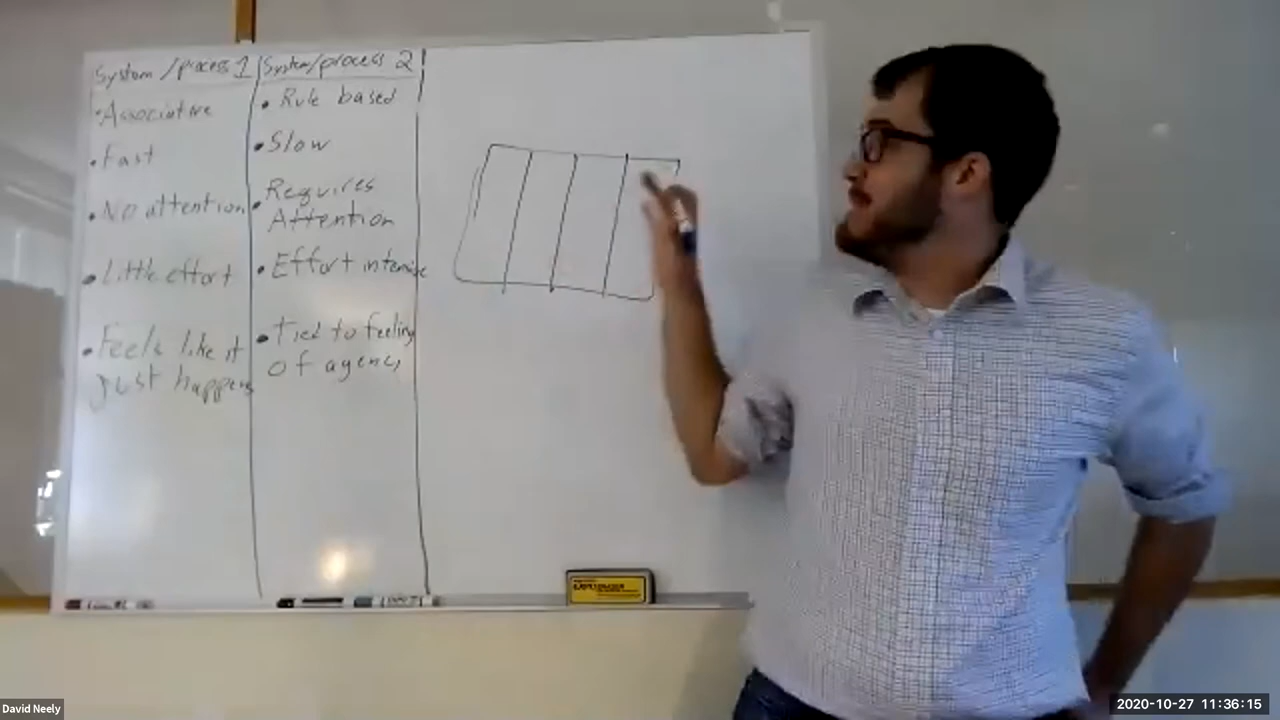 System/process 1
System/process 2
• Associative
• Rule based
• Fast
• Slow
• No attention
• Requires
Attention
• Little effort
• Effort intensive
• Feels like it
just happens
• Tied to feeling
of agency
David Neely
2020-10-27 11:36:15